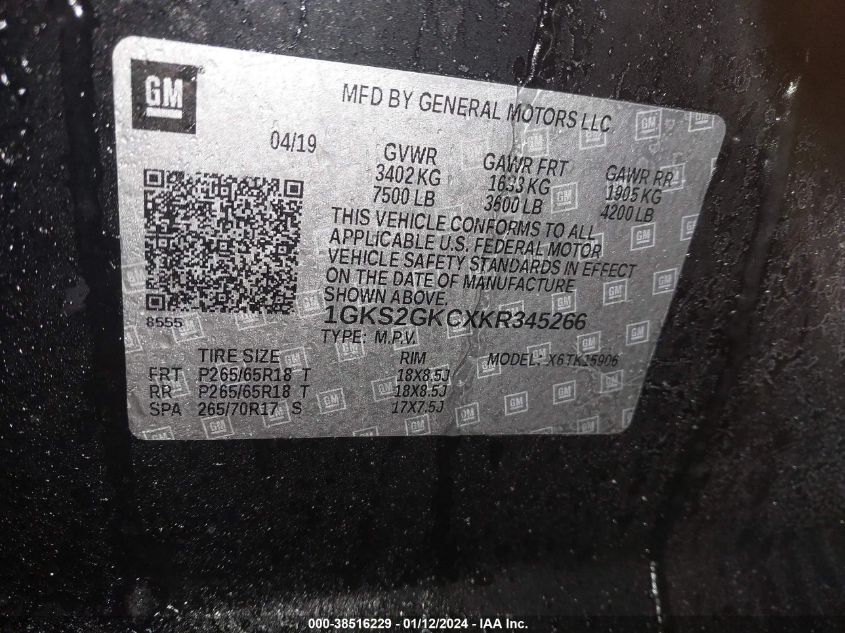 GM
MFD BY GENERAL MOTORS LLC
04/19
GVWR GAWR FRT GAWR RR
3402 KG 1633 KG 1905 KG
7500 LB 3600 LB 4200 LB
THIS VEHICLE CONFORMS TO ALL
APPLICABLE U.S. FEDERAL MOTOR
VEHICLE SAFETY STANDARDS IN EFFECT
ON THE DATE OF MANUFACTURE
SHOWN ABOVE.
8555 1GKS2GKCXKR345266
TYPE: M.P.V.
TIRE SIZE RIM MODEL:
FRT P265/65R18 T 18X8.5J
RR P265/65R18 T 18X8.5J
SPA 265/70R17 S 17X7.5J
000-38516229 - 01/12/2024 - IAA Inc.